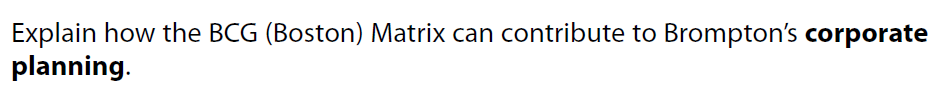 Explain how the BCG (Boston) Matrix can contribute to Brompton's corporate
planning.